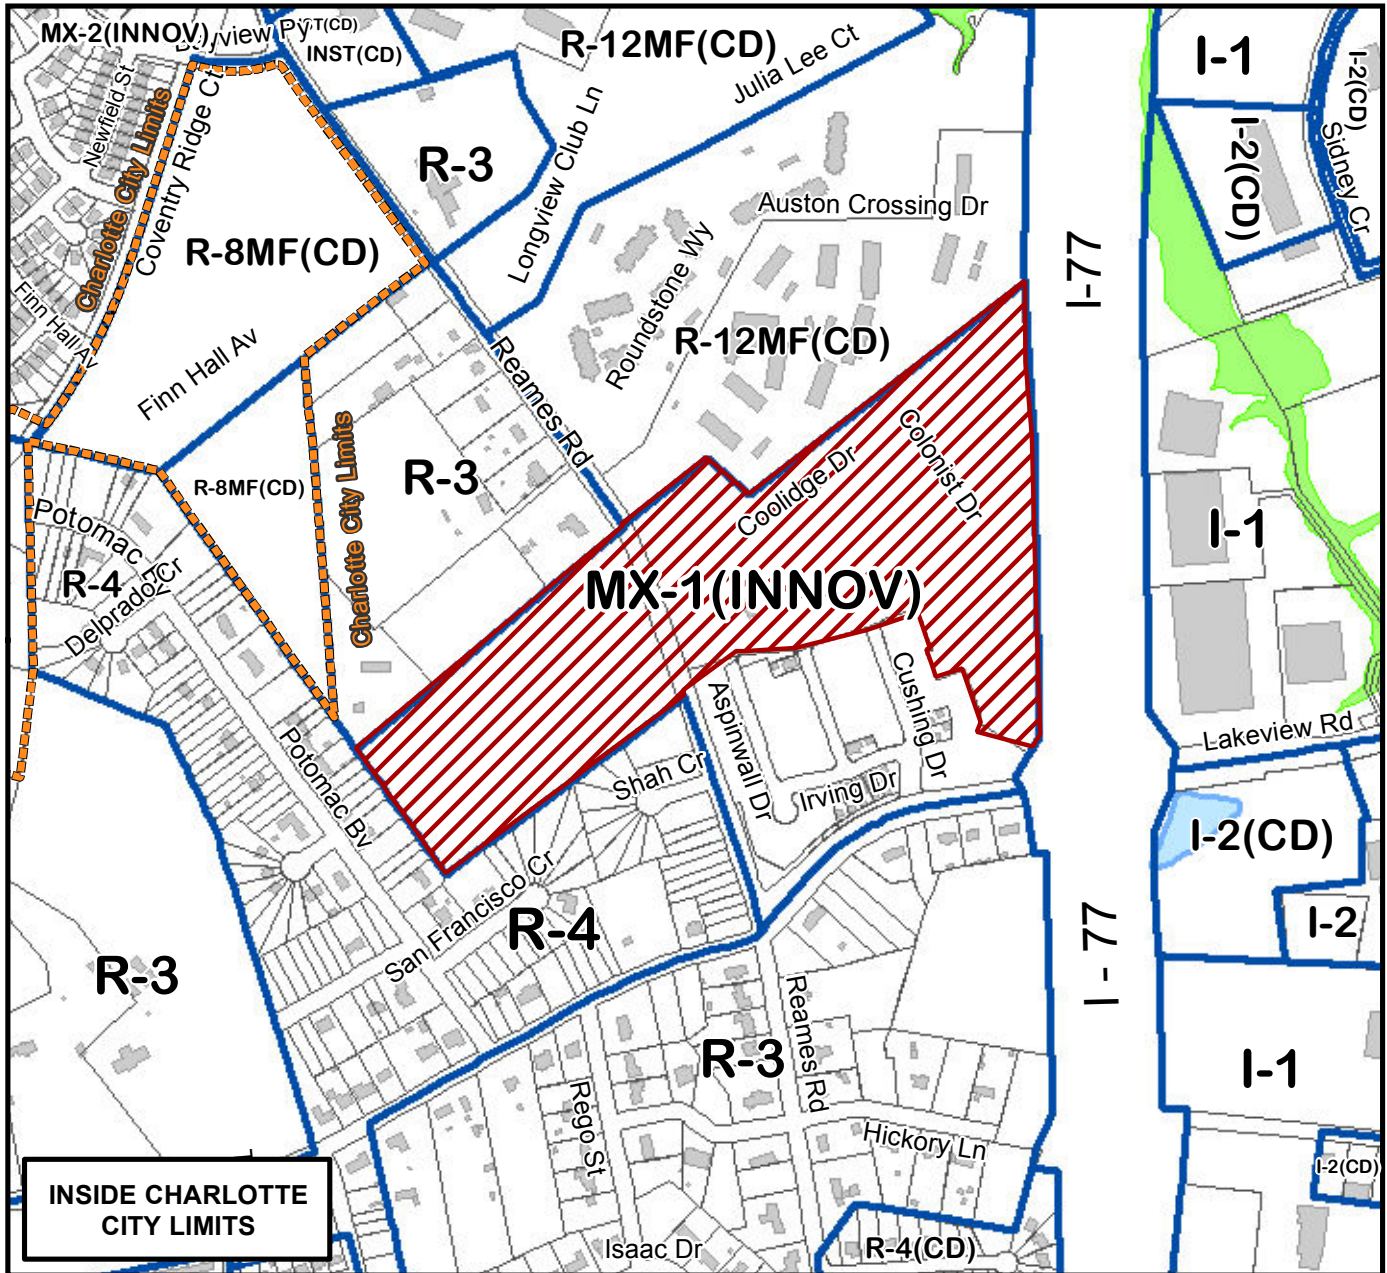 MX-2(INNOV)
Bayview Py
T(CD)
INST(CD)
R-12MF(CD)
Julia Lee Ct
I-1
I-2(CD)
Newfield St
Charlotte City Limits
Coventry Ridge Ct
R-3
Longview Club Ln
I-2(CD)
Sidney Cr
Auston Crossing Dr
R-8MF(CD)
Roundstone Wy
I-77
Finn Hall Av
Finn Hall Av
Reames Rd
R-12MF(CD)
R-8MF(CD)
Charlotte City Limits
R-3
Coolidge Dr
Colonist Dr
Potomac
R-4
Delprado Cr
MX-1(INNOV)
I-1
Potomac Bv
Aspinwall Dr
Cushing Dr
Shah Cr
Irving Dr
Lakeview Rd
I-2(CD)
San Francisco Cr
R-4
I-2
R-3
I - 77
Reames Rd
R-3
I-1
Rego St
Hickory Ln
I-2(CD)
INSIDE CHARLOTTE
CITY LIMITS
Isaac Dr
R-4(CD)